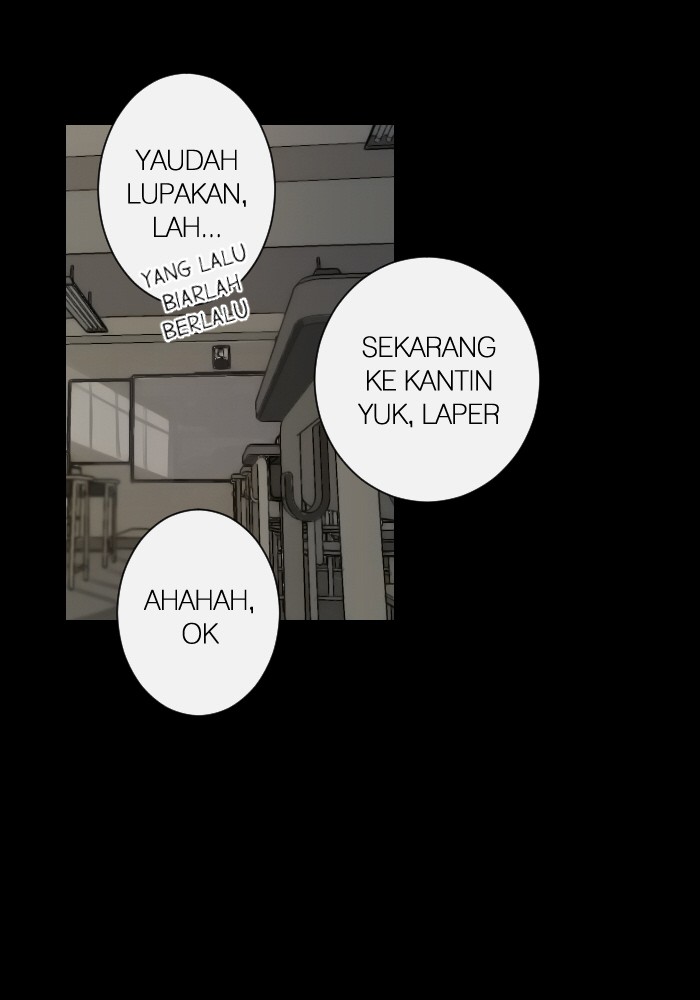 YAUDAH
LUPAKAN,
LAH...
YANG LALU
BIARLAH
BERLALU
SEKARANG
KE KANTIN
YUK, LAPER
AHAHAH,
OK